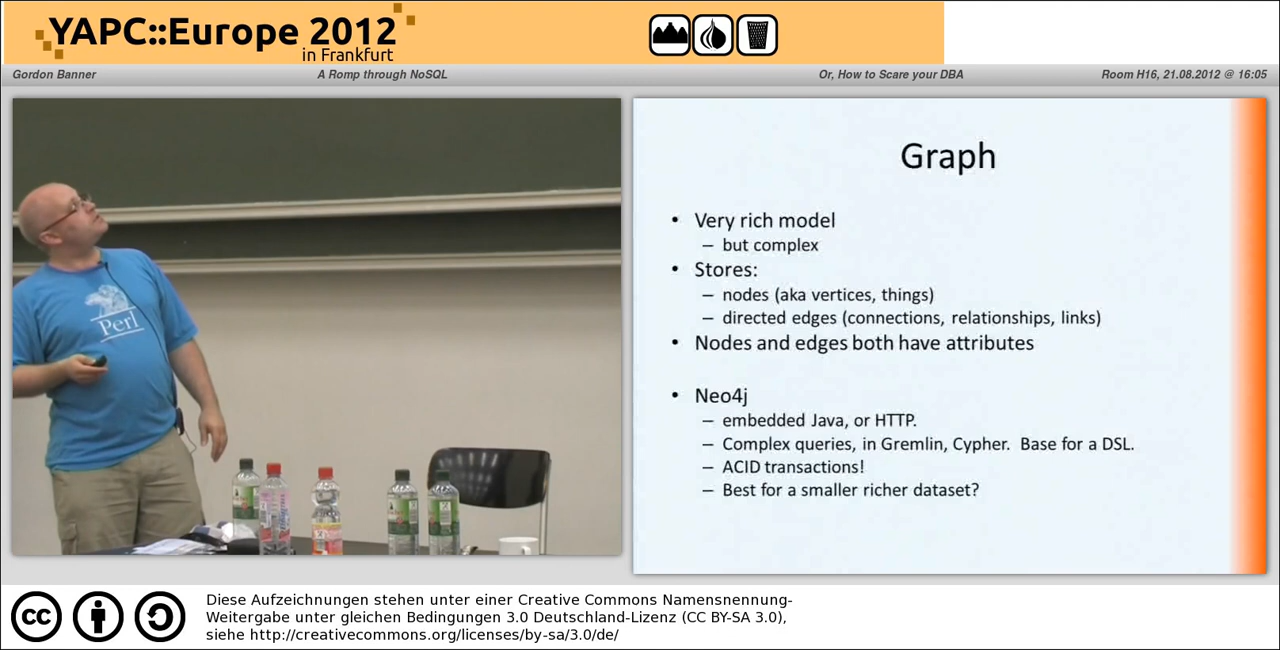 YAPC::Europe 2012
in Frankfurt
Gordon Banner
A Romp through NoSQL
Or, How to Scare your DBA
Room H16, 21.08.2012 @ 16:05
Perl
Graph
• Very rich model
– but complex
• Stores:
– nodes (aka vertices, things)
– directed edges (connections, relationships, links)
• Nodes and edges both have attributes
• Neo4j
– embedded Java, or HTTP.
– Complex queries, in Gremlin, Cypher. Base for a DSL.
– ACID transactions!
– Best for a smaller richer dataset?
cc
Diese Aufzeichnungen stehen unter einer Creative Commons Namensnennung-
Weitergabe unter gleichen Bedingungen 3.0 Deutschland-Lizenz (CC BY-SA 3.0),
siehe http://creativecommons.org/licenses/by-sa/3.0/de/